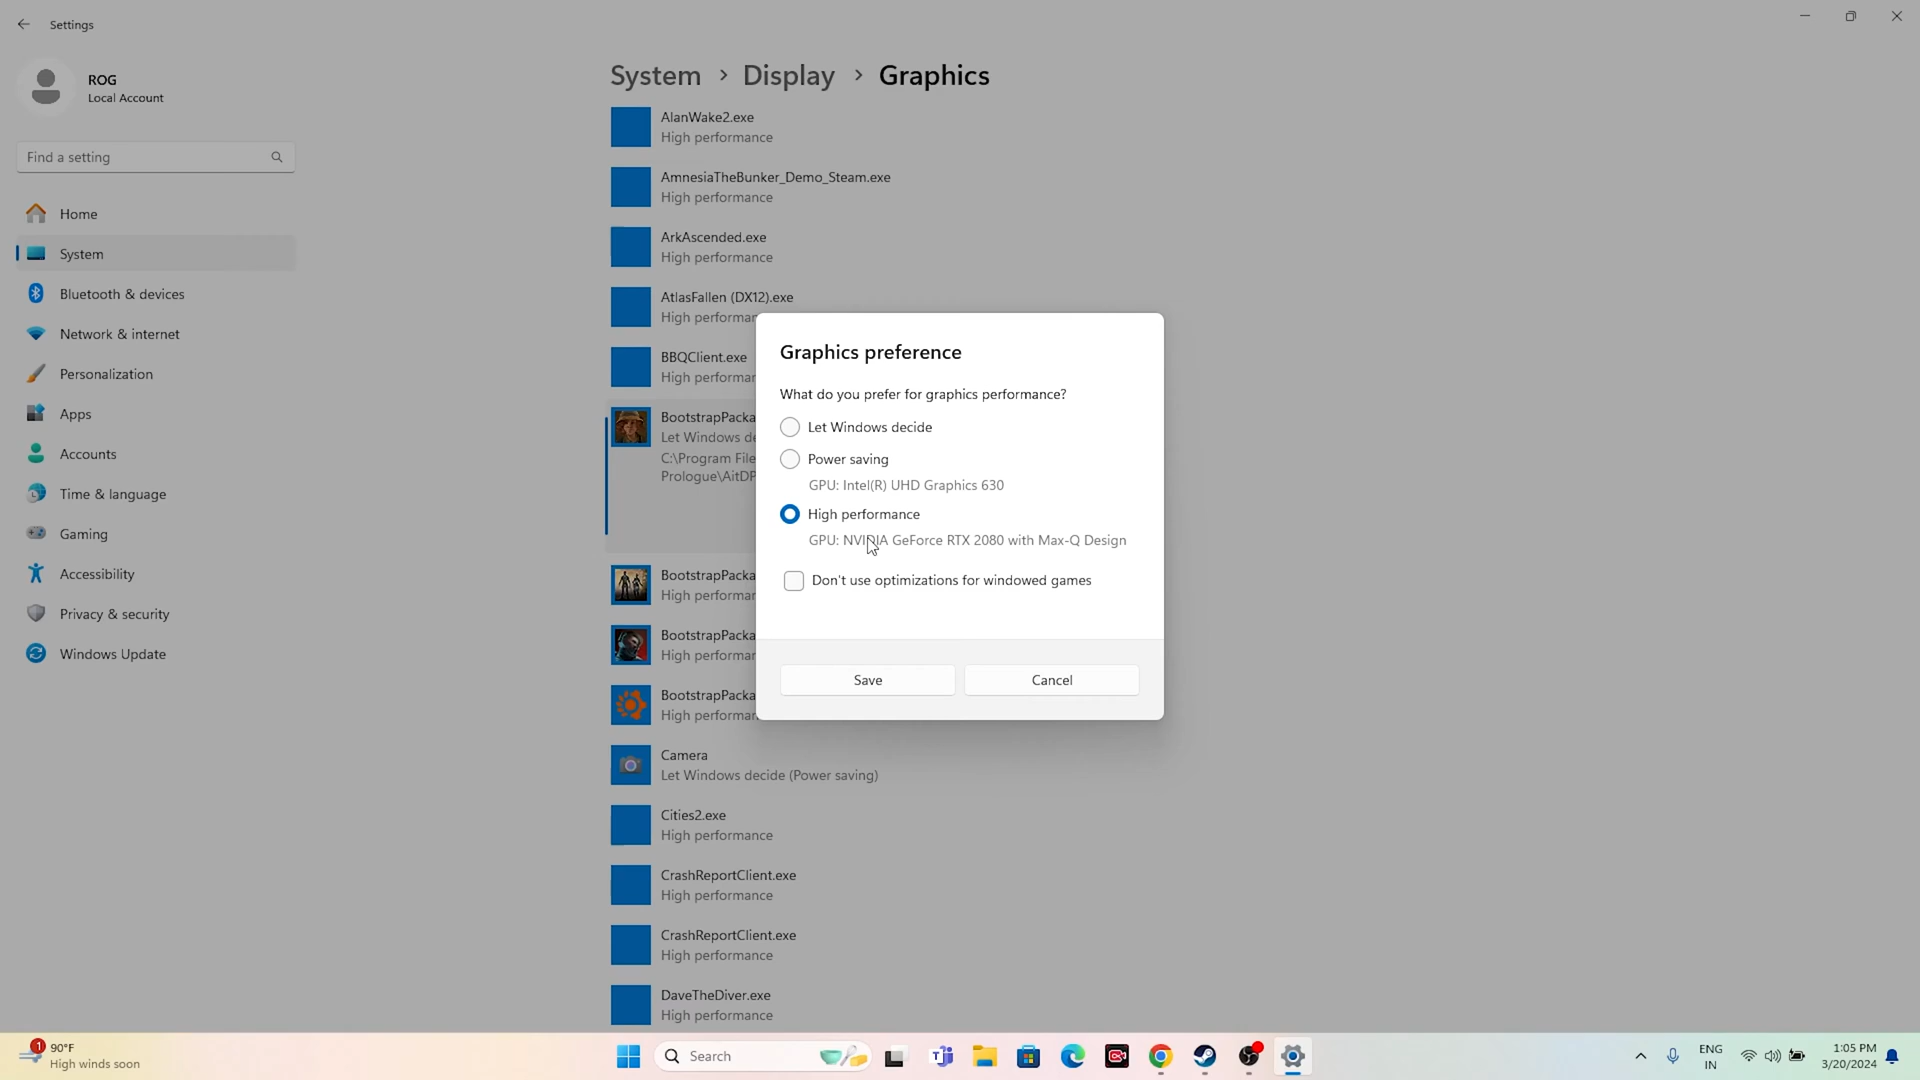 Settings
ROG
Local Account
Find a setting
Home
System
Bluetooth & devices
Network & internet
Personalization
Apps
Accounts
Time & language
Gaming
Accessibility
Privacy & security
Windows Update
System > Display > Graphics
AlanWake2.exe
High performance
AmnesiaTheBunker_Demo_Steam.exe
High performance
ArkAscended.exe
High performance
AtlasFallen (DX12).exe
High performan
BBQClient.exe
High performan
BootstrapPacka
Let Windows de
C:\Program File
Prologue\AitDP
BootstrapPacka
High performan
BootstrapPacka
High performan
BootstrapPacka
High performan
Camera
Let Windows decide (Power saving)
Cities2.exe
High performance
CrashReportClient.exe
High performance
CrashReportClient.exe
High performance
DaveTheDiver.exe
High performance
Graphics preference
What do you prefer for graphics performance?
Let Windows decide
Power saving
GPU: Intel(R) UHD Graphics 630
High performance
GPU: NVIDIA GeForce RTX 2080 with Max-Q Design
Don't use optimizations for windowed games
Save
Cancel
1
90°F
High winds soon
Search
ENG
IN
1:05 PM
3/20/2024